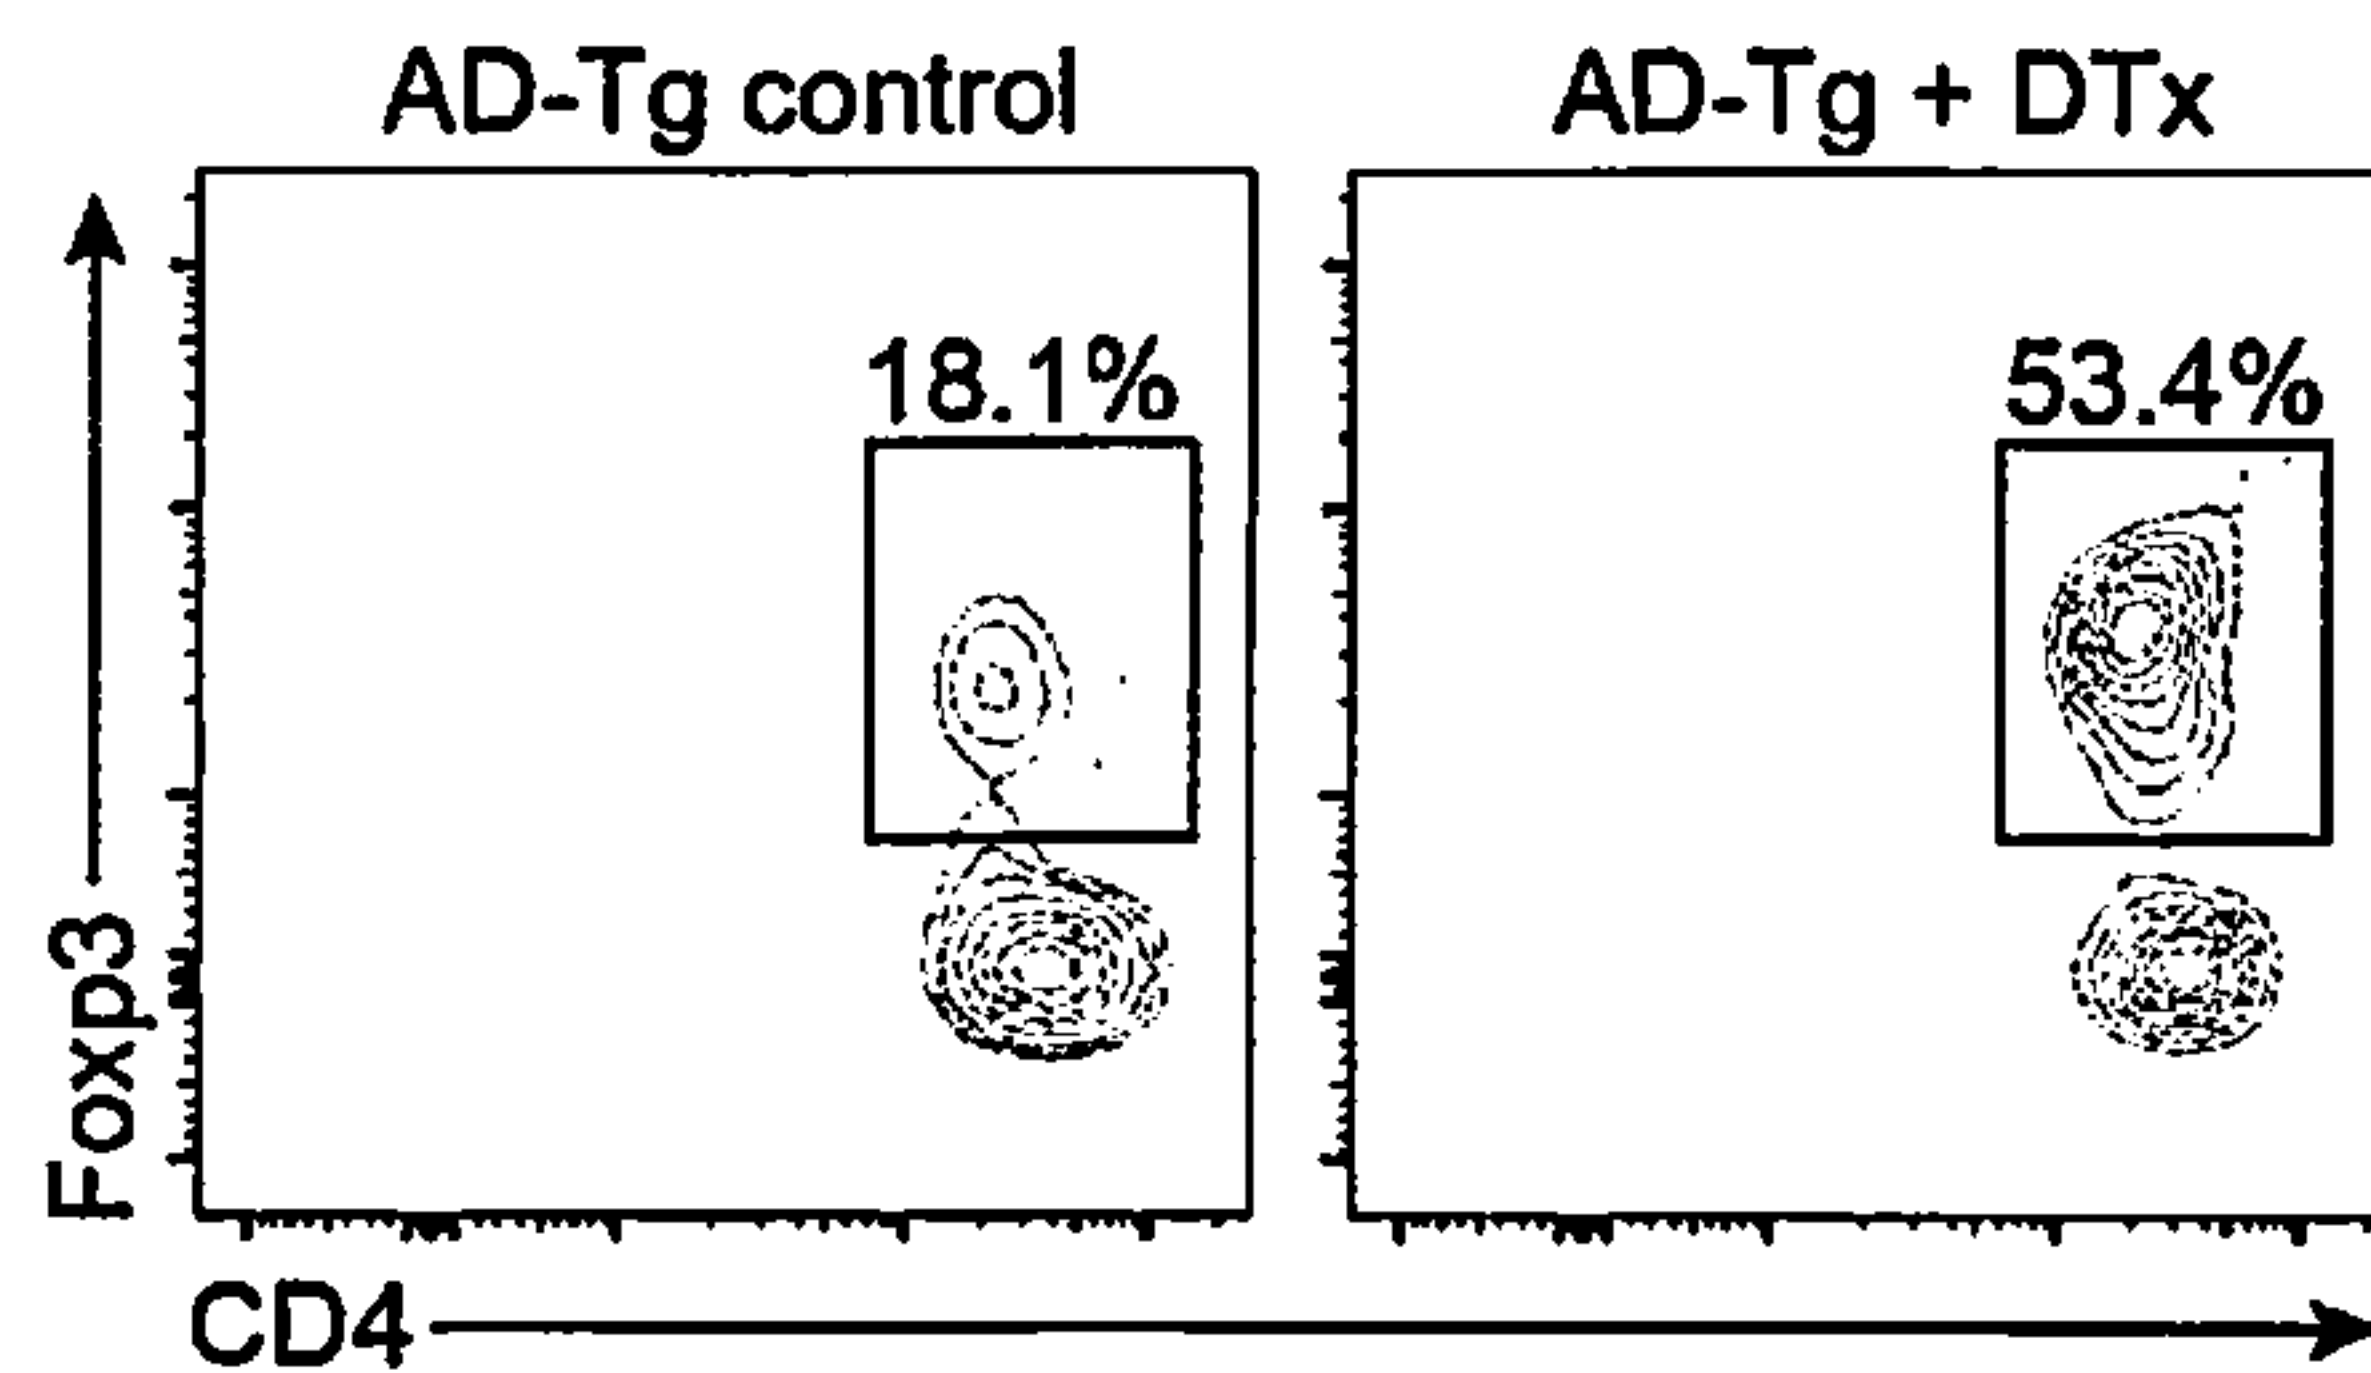 AD-Tg control
AD-Tg + DTx
18.1%
53.4%
Foxp3
CD4